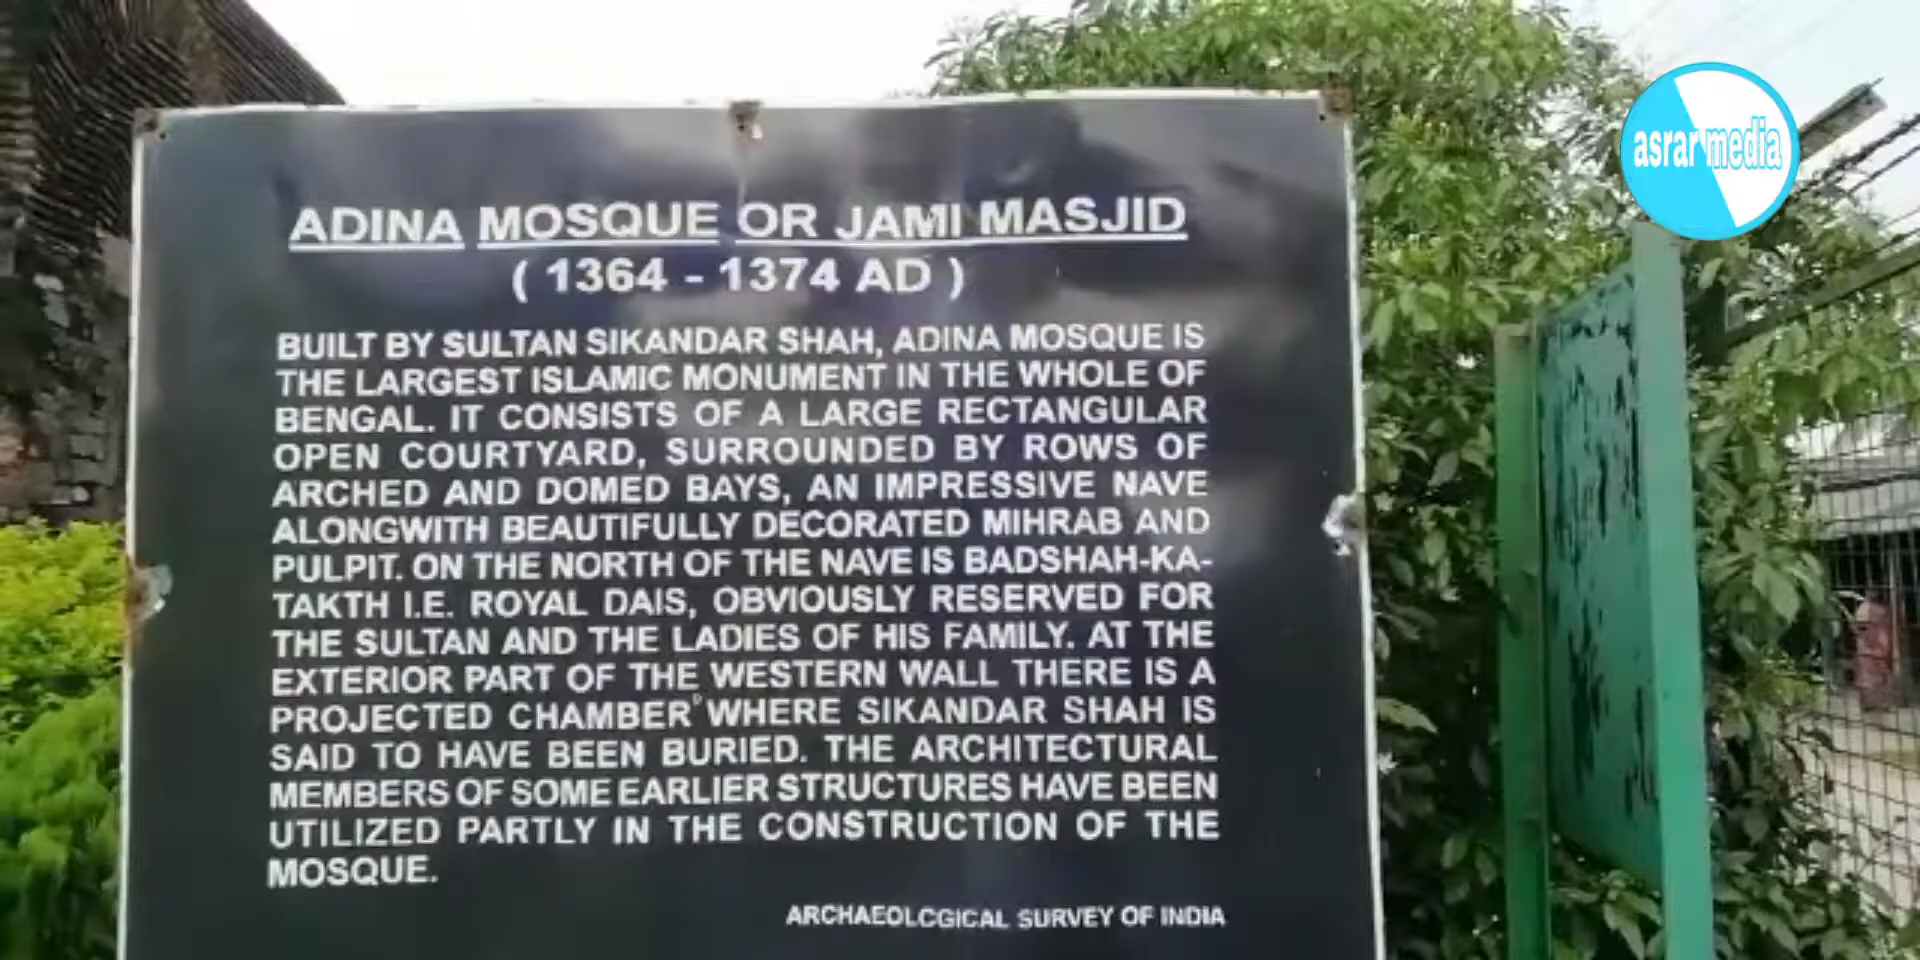 asrar media
ADINA MOSQUE OR JAMI MASJID
( 1364 - 1374 AD )
BUILT BY SULTAN SIKANDAR SHAH, ADINA MOSQUE IS
THE LARGEST ISLAMIC MONUMENT IN THE WHOLE OF
BENGAL. IT CONSISTS OF A LARGE RECTANGULAR
OPEN COURTYARD, SURROUNDED BY ROWS OF
ARCHED AND DOMED BAYS, AN IMPRESSIVE NAVE
ALONGWITH BEAUTIFULLY DECORATED MIHRAB AND
PULPIT. ON THE NORTH OF THE NAVE IS BADSHAH-KA-
TAKTH I.E. ROYAL DAIS, OBVIOUSLY RESERVED FOR
THE SULTAN AND THE LADIES OF HIS FAMILY. AT THE
EXTERIOR PART OF THE WESTERN WALL THERE IS A
PROJECTED CHAMBER WHERE SIKANDAR SHAH IS
SAID TO HAVE BEEN BURIED. THE ARCHITECTURAL
MEMBERS OF SOME EARLIER STRUCTURES HAVE BEEN
UTILIZED PARTLY IN THE CONSTRUCTION OF THE
MOSQUE.
ARCHAEOLCGICAL SURVEY OF INDIA